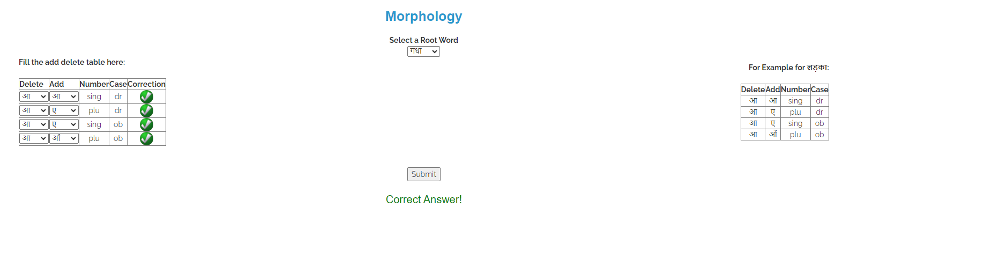 Morphology
Select a Root Word
गधा
Fill the add delete table here:
Delete Add Number Case Correction
आ आ sing dr
आ ए plu dr
आ ए sing ob
आ ओं plu ob
For Example for लड़का:
Delete Add Number Case
आ आ sing dr
आ ए plu dr
आ ए sing ob
आ ओं plu ob
Submit
Correct Answer!